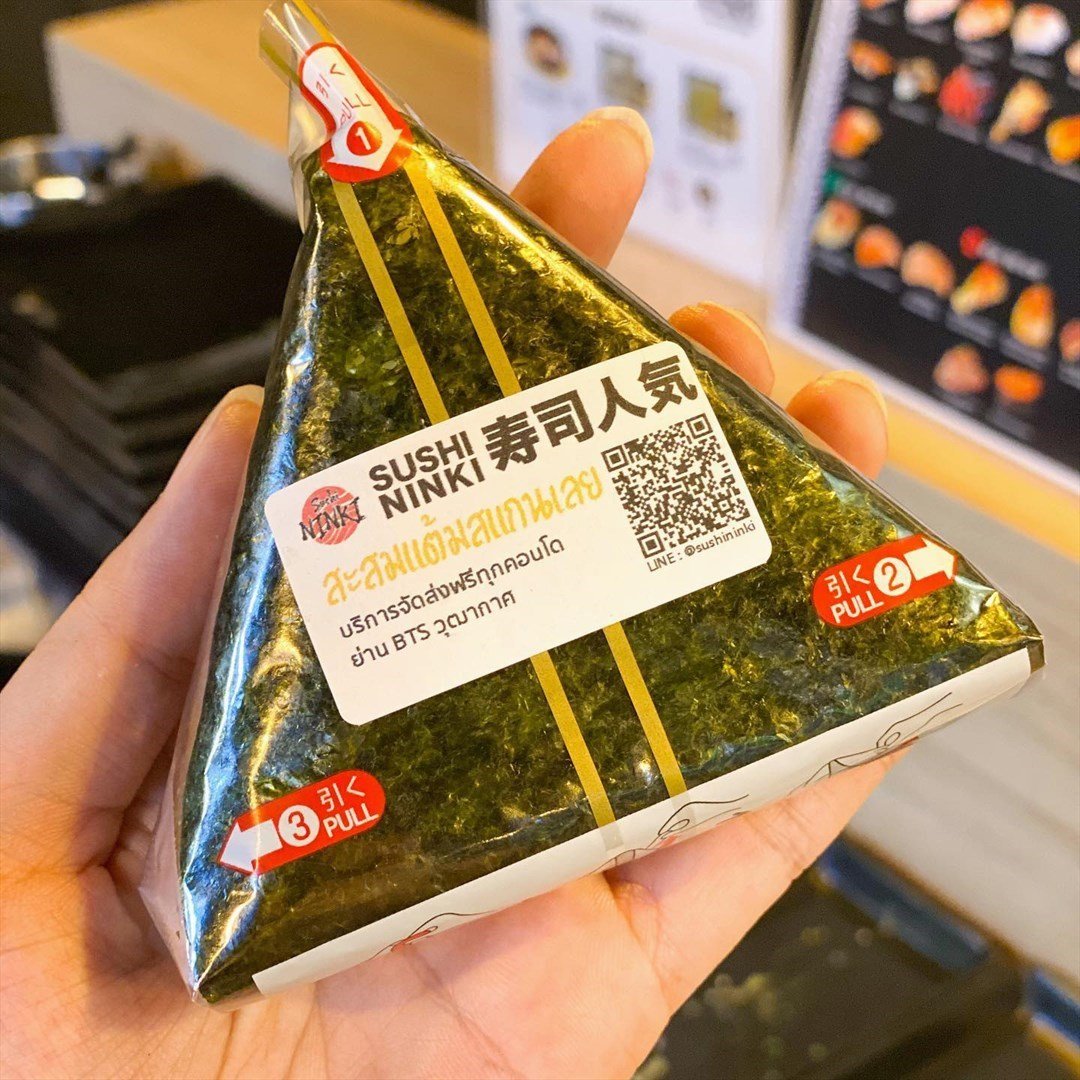 引く
PULL
1
Sushi
NINKI
SUSHI
NINKI
寿司人気
สะสมแต้มสแกนเลย
บริการจัดส่งฟรีทุกคอนโด
ย่าน BTS วุฒากาศ
LINE : @sushininki
引く
PULL
2
3
引く
PULL